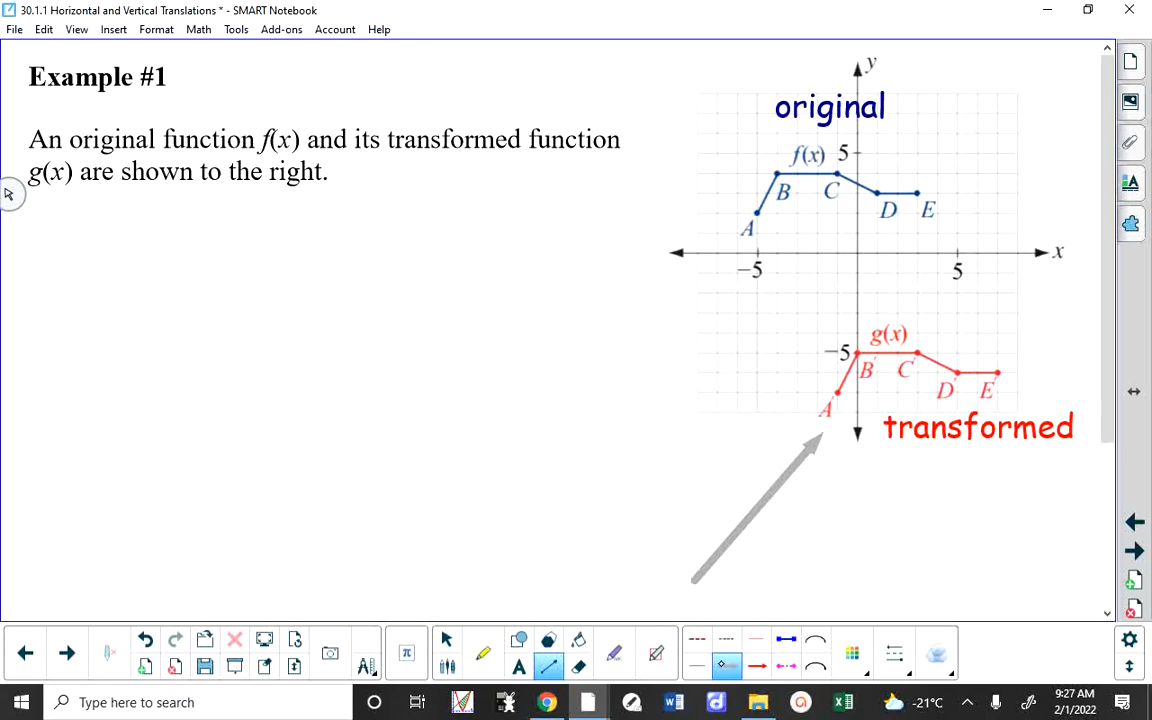 30.1.1 Horizontal and Vertical Translations * - SMART Notebook
File Edit View Insert Format Math Tools Add-ons Account Help
Example #1
An original function f(x) and its transformed function
g(x) are shown to the right.
y
original
f(x) 5
B C
A D E
x
−5 5
g(x)
−5
B' C'
D' E'
A'
transformed
π
A
Type here to search
-21°C
9:27 AM
2/1/2022